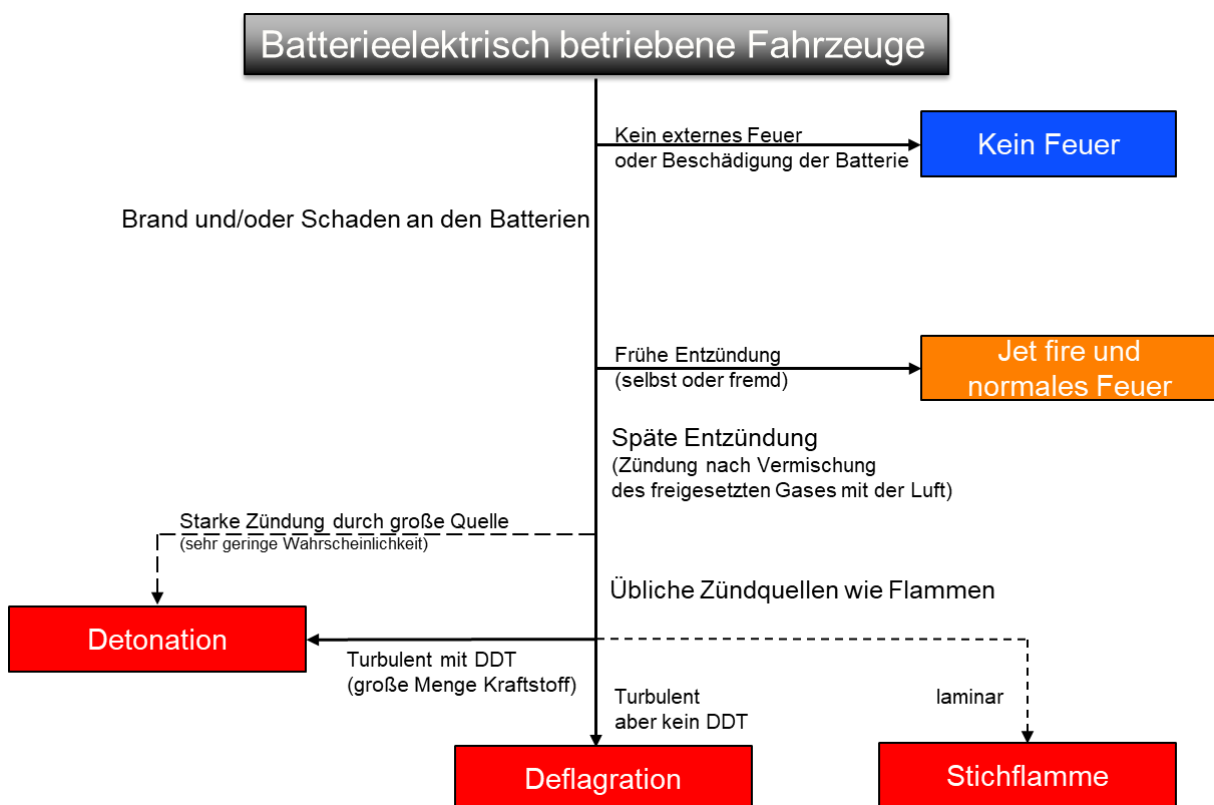 Batterieelektrisch betriebene Fahrzeuge
Kein externes Feuer
oder Beschädigung der Batterie
Kein Feuer
Brand und/oder Schaden an den Batterien
Frühe Entzündung
(selbst oder fremd)
Jet fire und
normales Feuer
Späte Entzündung
(Zündung nach Vermischung
des freigesetzten Gases mit der Luft)
Starke Zündung durch große Quelle
(sehr geringe Wahrscheinlichkeit)
Übliche Zündquellen wie Flammen
Detonation
Turbulent mit DDT
(große Menge Kraftstoff)
Turbulent
aber kein DDT
laminar
Deflagration
Stichflamme